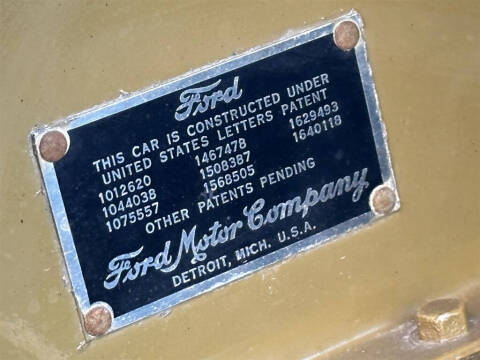 Ford
THIS CAR IS CONSTRUCTED UNDER
UNITED STATES LETTERS PATENT
1012620 1467478 1629493
1044038 1508387 1640118
1075557 1568505
OTHER PATENTS PENDING
Ford Motor Company
DETROIT, MICH. U.S.A.